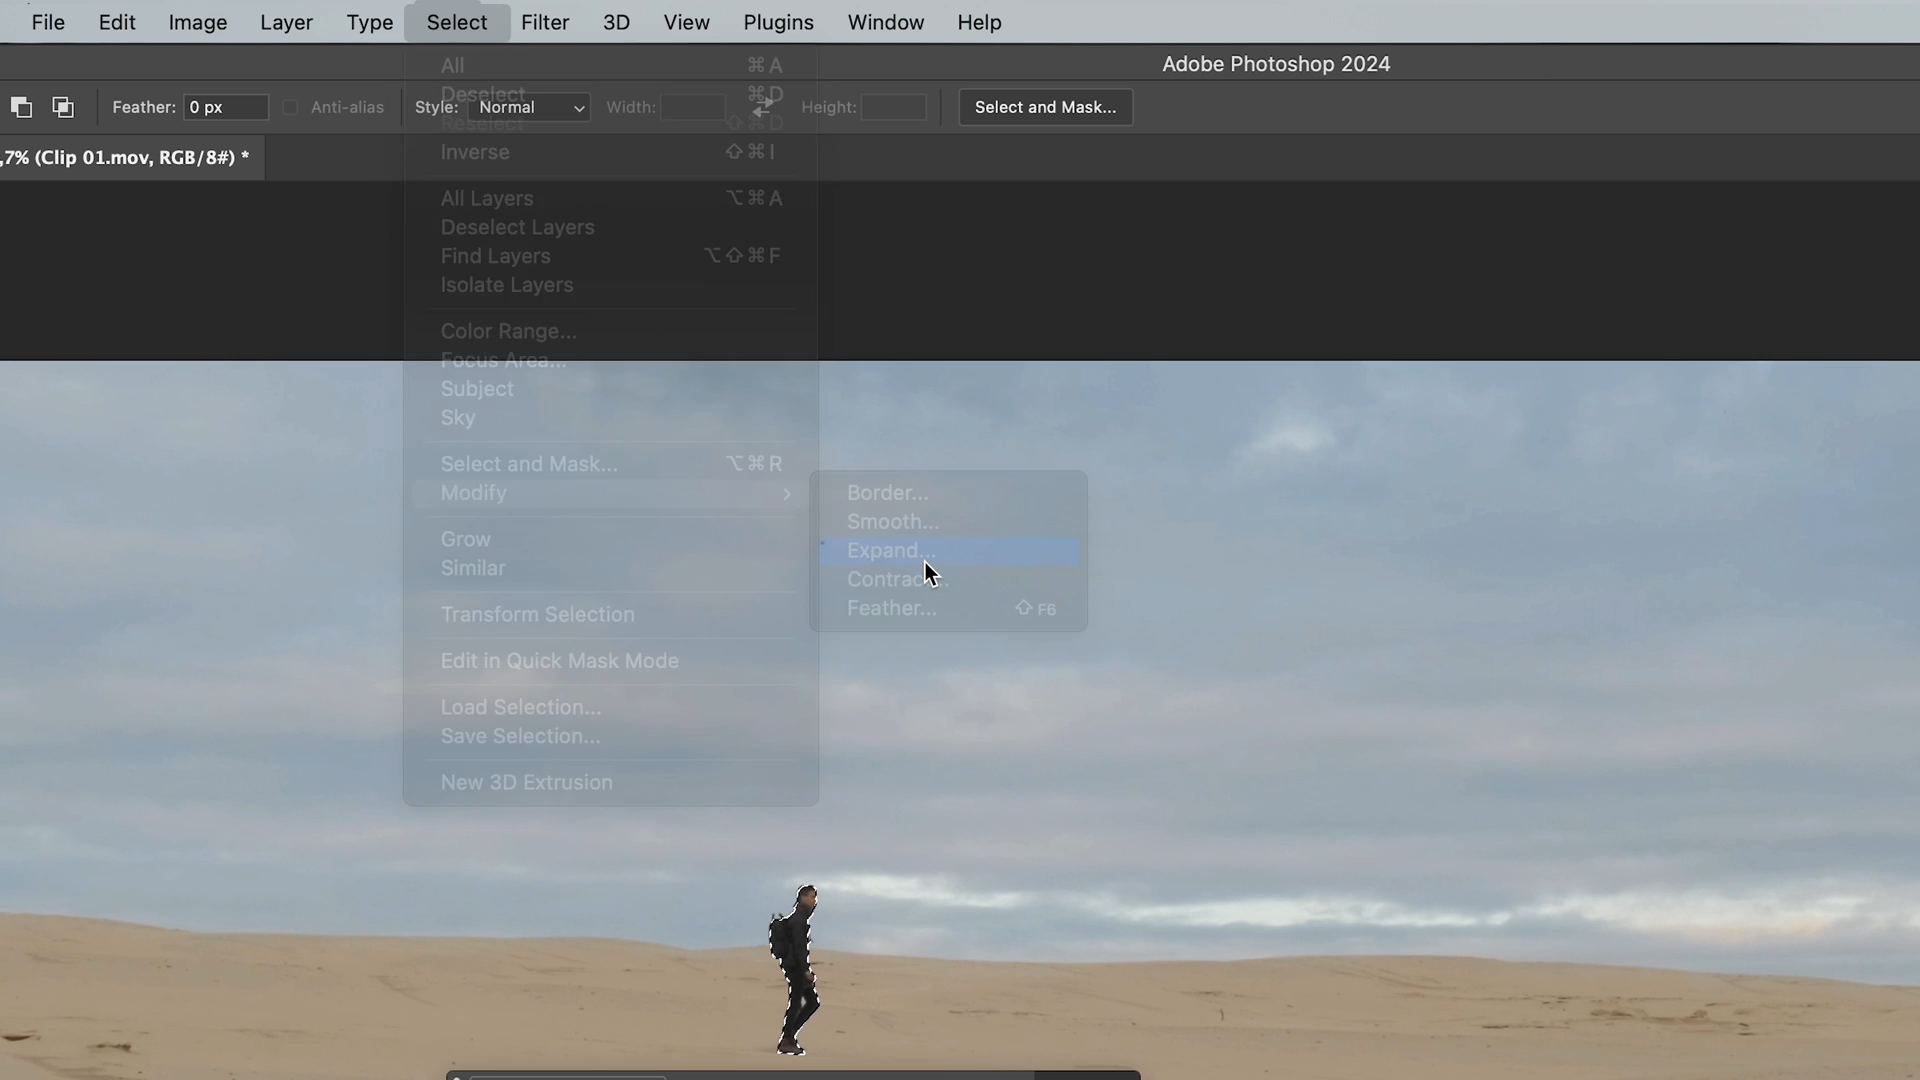 File Edit Image Layer Type Select Filter 3D View Plugins Window Help
Adobe Photoshop 2024
Feather: 0 px Anti-alias Style: Normal Width: Height: Select and Mask...
,7% (Clip 01.mov, RGB/8#) *
All ⌘A
Deselect ⌘D
Reselect ⇧⌘D
Inverse ⇧⌘I
All Layers ⌥⌘A
Deselect Layers
Find Layers ⌥⇧⌘F
Isolate Layers
Color Range...
Focus Area...
Subject
Sky
Select and Mask... ⌥⌘R
Modify
Grow
Similar
Transform Selection
Edit in Quick Mask Mode
Load Selection...
Save Selection...
New 3D Extrusion
Border...
Smooth...
Expand...
Contract...
Feather... ⇧F6